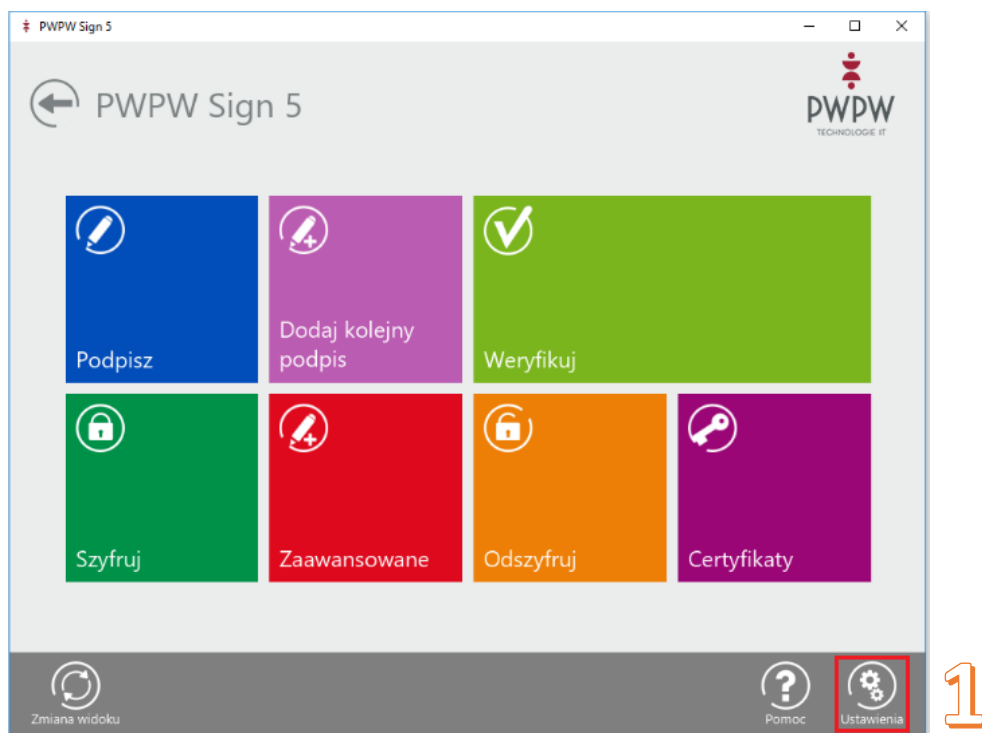 PWPW Sign 5
PWPW Sign 5
PWPW
TECHNOLOGIE IT
Podpisz
Dodaj kolejny
podpis
Weryfikuj
Szyfruj
Zaawansowane
Odszyfruj
Certyfikaty
Zmiana widoku
Pomoc
Ustawienia
1